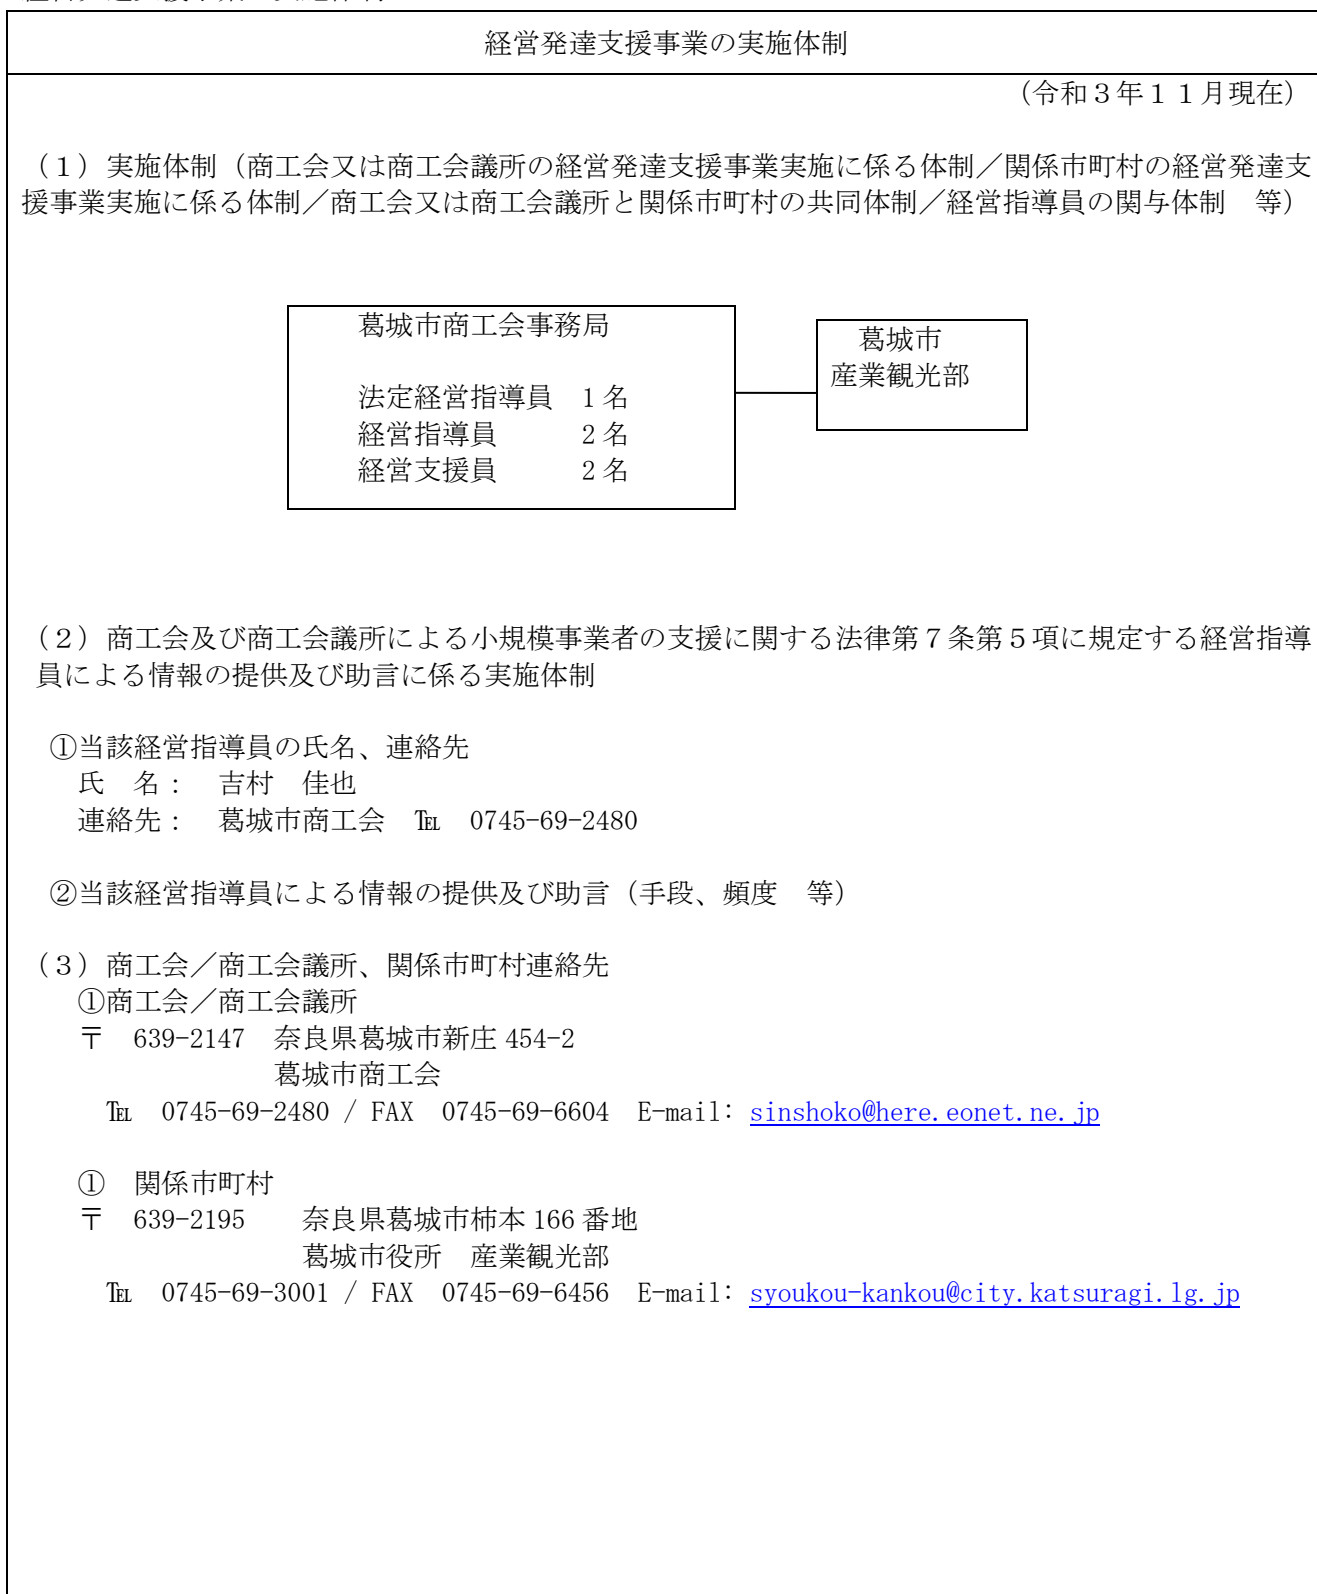 経営発達支援事業の実施体制
（令和３年１１月現在）
（１）実施体制（商工会又は商工会議所の経営発達支援事業実施に係る体制／関係市町村の経営発達支
援事業実施に係る体制／商工会又は商工会議所と関係市町村の共同体制／経営指導員の関与体制　等）
葛城市商工会事務局
法定経営指導員　1名
経営指導員　　　2名
経営支援員　　　2名
葛城市
産業観光部
（２）商工会及び商工会議所による小規模事業者の支援に関する法律第７条第５項に規定する経営指導
員による情報の提供及び助言に係る実施体制
①当該経営指導員の氏名、連絡先
氏　名：　吉村　佳也
連絡先：　葛城市商工会　℡　0745-69-2480
②当該経営指導員による情報の提供及び助言（手段、頻度　等）
（３）商工会／商工会議所、関係市町村連絡先
①商工会／商工会議所
〒　639-2147　奈良県葛城市新庄 454-2
葛城市商工会
℡　0745-69-2480 / FAX　0745-69-6604　E-mail: sinshoko@here.eonet.ne.jp
①　関係市町村
〒　639-2195　　奈良県葛城市柿本 166 番地
葛城市役所　産業観光部
℡　0745-69-3001 / FAX　0745-69-6456　E-mail: syoukou-kankou@city.katsuragi.lg.jp